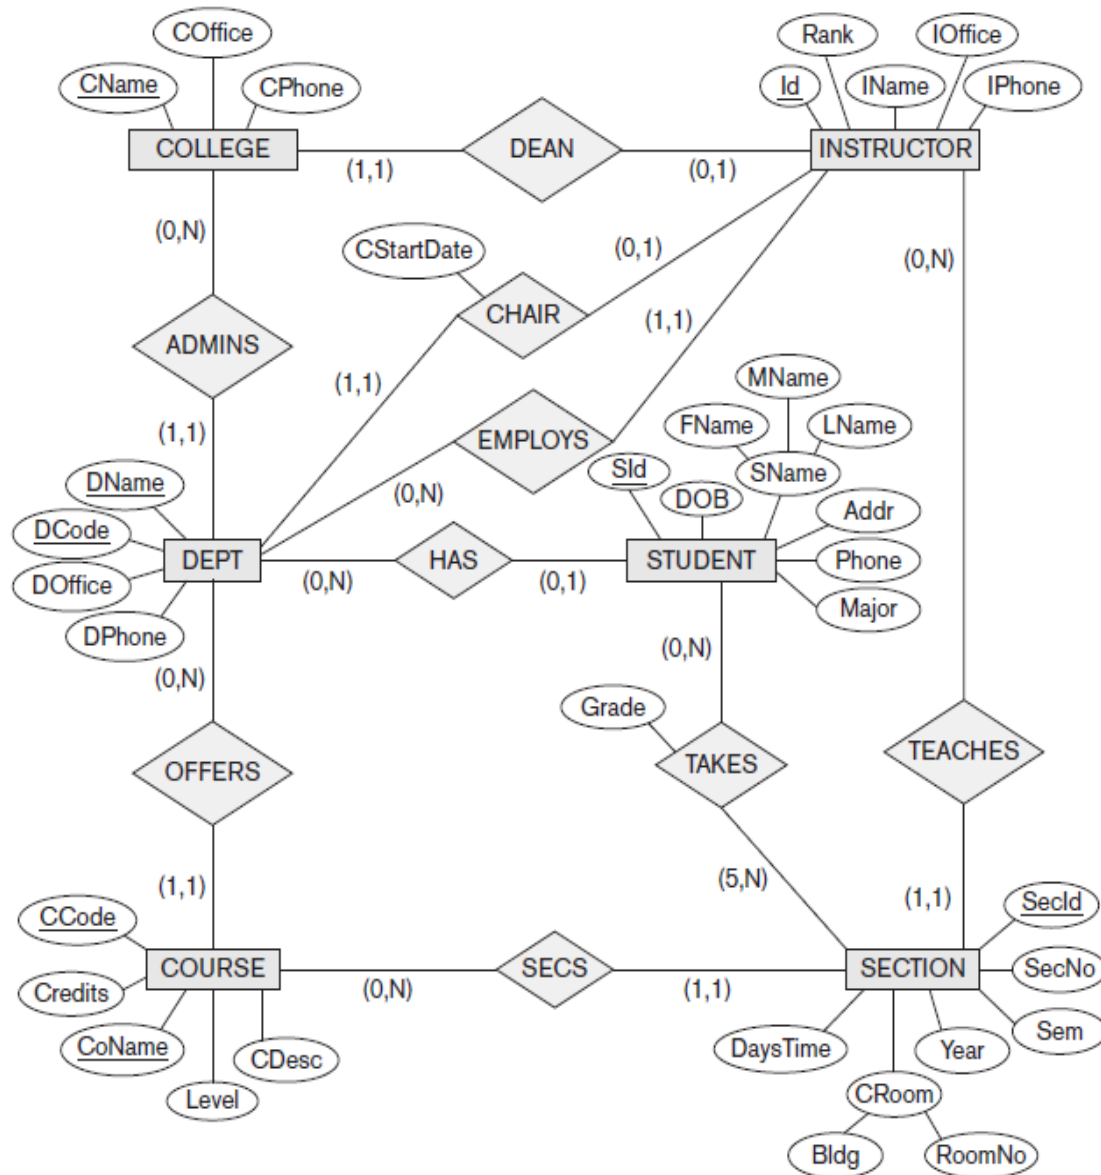 COffice
CName
CPhone
COLLEGE
(1,1)
DEAN
(0,1)
Rank
IOffice
Id
IName
IPhone
INSTRUCTOR
(0,N)
CStartDate
(0,1)
(0,N)
CHAIR
ADMINS
(1,1)
(1,1)
MName
(1,1)
EMPLOYS
FName
LName
DName
(0,N)
SId
SName
DOB
DCode
Addr
DEPT
(0,N)
HAS
(0,1)
STUDENT
Phone
DOffice
Major
DPhone
(0,N)
(0,N)
Grade
OFFERS
TAKES
TEACHES
(1,1)
(5,N)
(1,1)
SecId
CCode
COURSE
(0,N)
SECS
(1,1)
SECTION
SecNo
Credits
CoName
CDesc
Level
DaysTime
Year
Sem
CRoom
Bldg
RoomNo